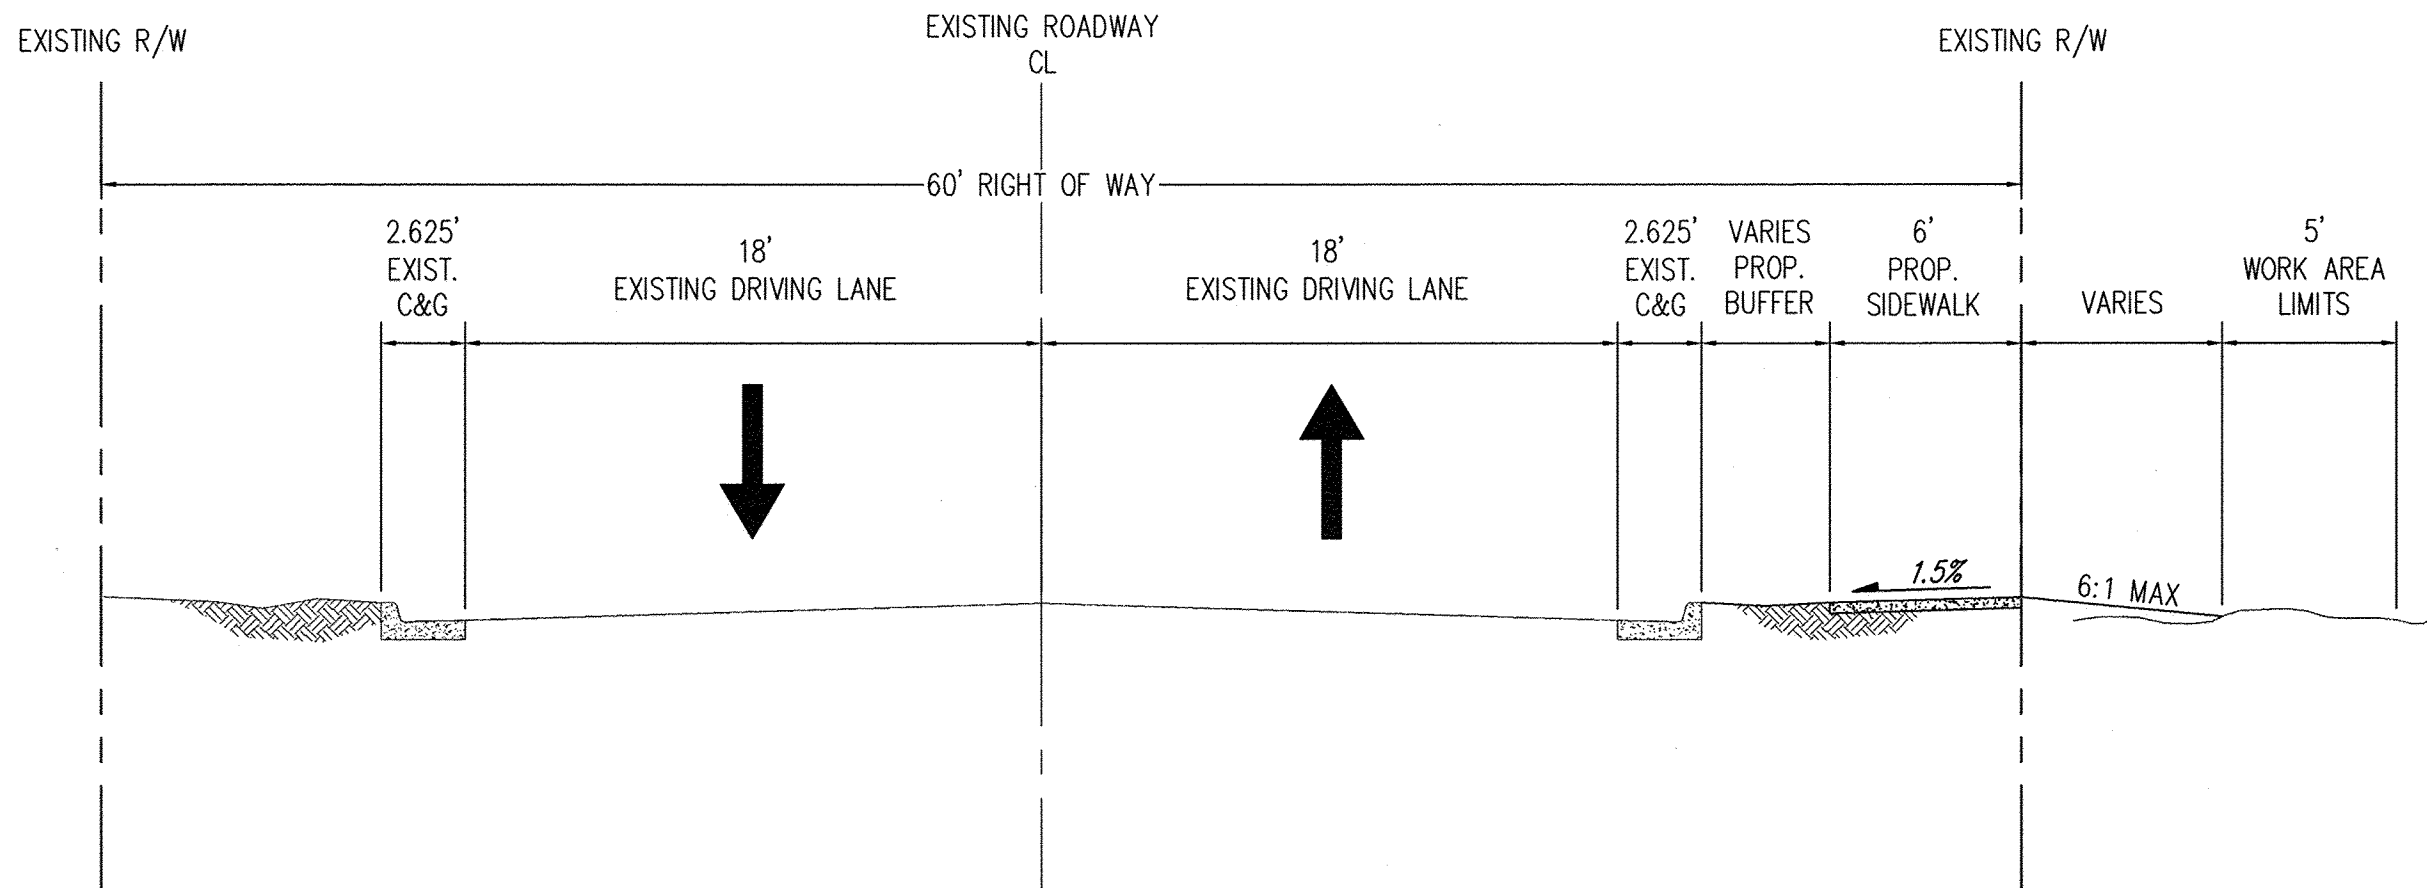 EXISTING R/W
EXISTING ROADWAY
CL
EXISTING R/W
60' RIGHT OF WAY
2.625'
EXIST.
C&G
18'
EXISTING DRIVING LANE
18'
EXISTING DRIVING LANE
2.625'
EXIST.
C&G
VARIES
PROP.
BUFFER
6'
PROP.
SIDEWALK
VARIES
5'
WORK AREA
LIMITS
1.5%
6:1 MAX